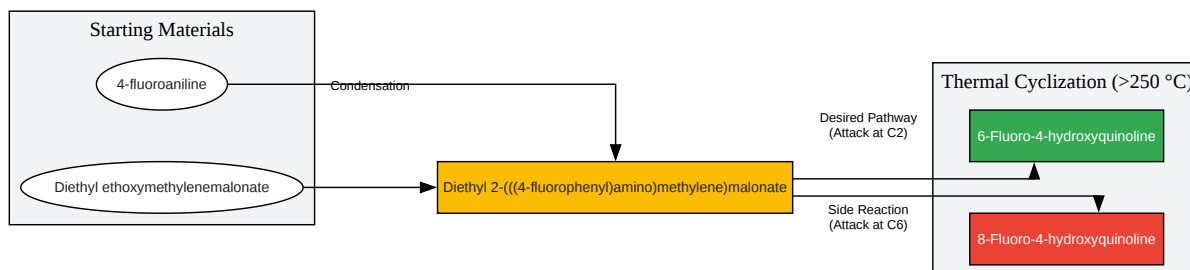 Starting Materials
4-fluoroaniline
Condensation
Diethyl ethoxymethylenemalonate
Diethyl 2-(((4-fluorophenyl)amino)methylene)malonate
Desired Pathway
(Attack at C2)
Side Reaction
(Attack at C6)
Thermal Cyclization (>250 °C)
6-Fluoro-4-hydroxyquinoline
8-Fluoro-4-hydroxyquinoline